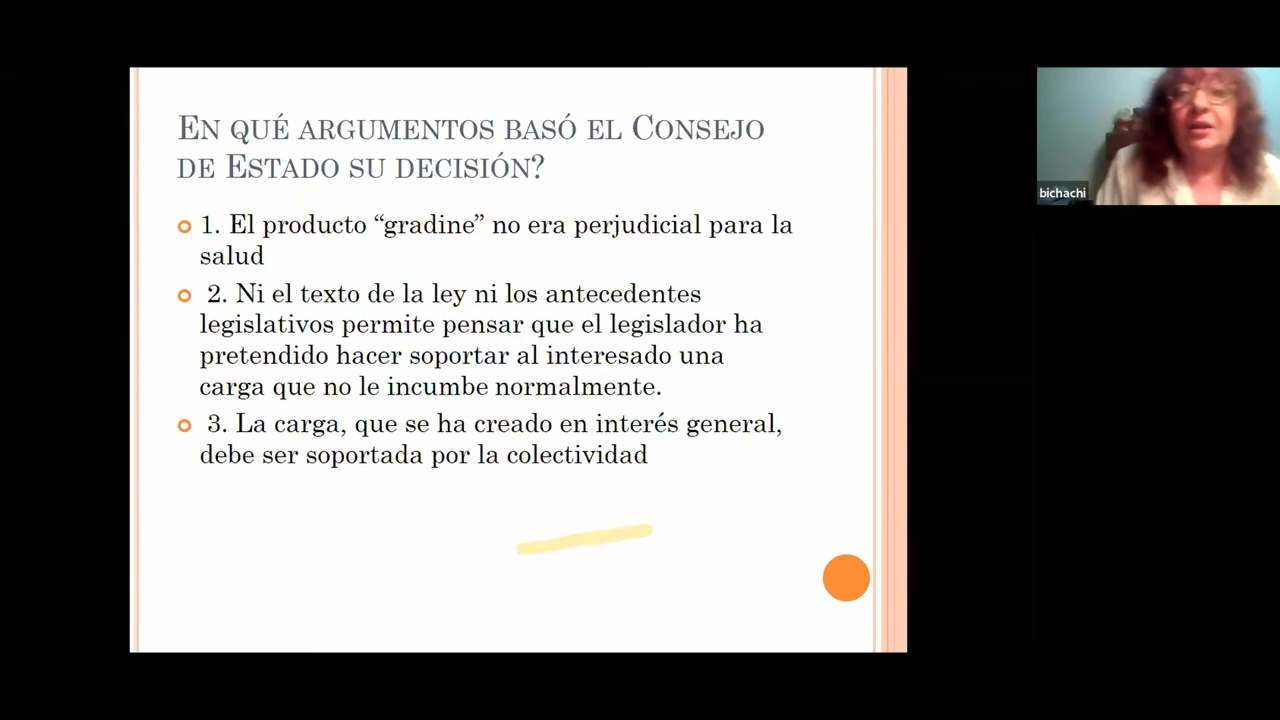 EN QUÉ ARGUMENTOS BASÓ EL CONSEJO
DE ESTADO SU DECISIÓN?
1. El producto “gradine” no era perjudicial para la
salud
2. Ni el texto de la ley ni los antecedentes
legislativos permite pensar que el legislador ha
pretendido hacer soportar al interesado una
carga que no le incumbe normalmente.
3. La carga, que se ha creado en interés general,
debe ser soportada por la colectividad
bichachi